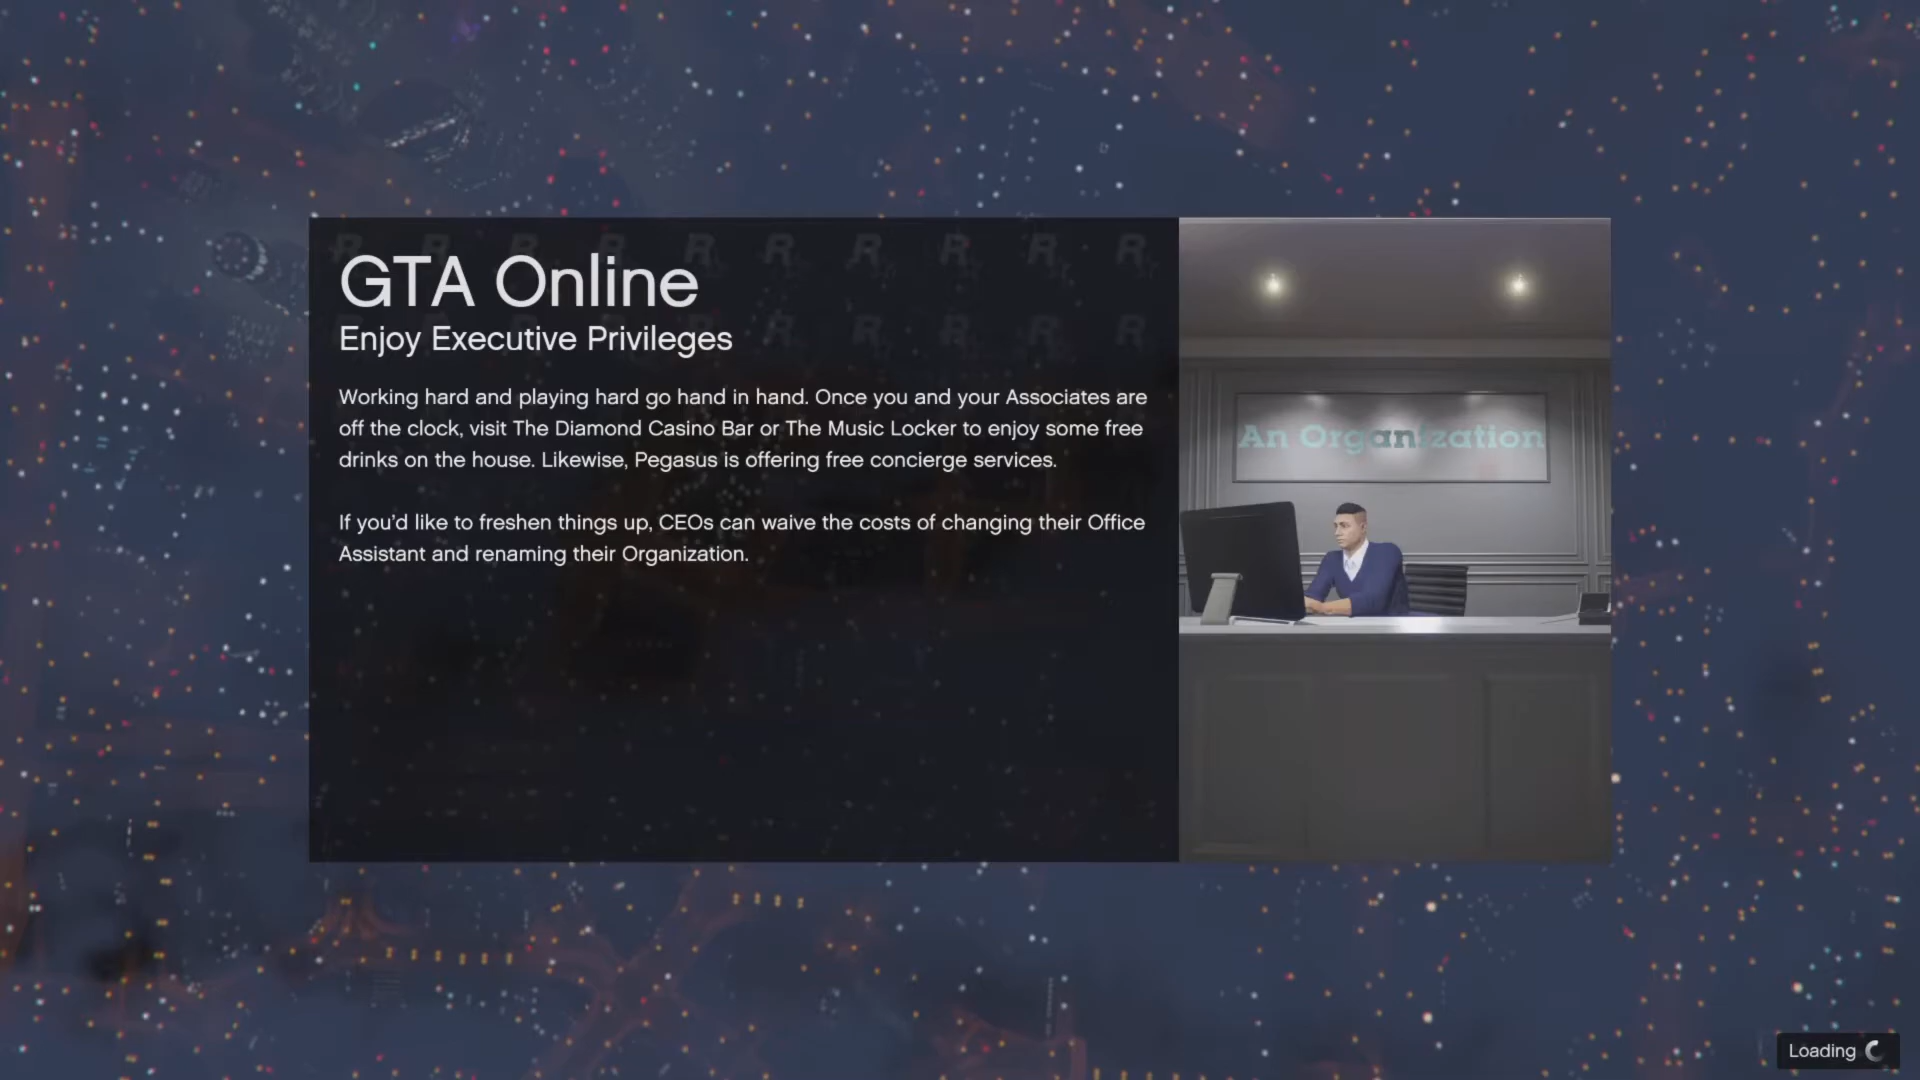 GTA Online
Enjoy Executive Privileges
Working hard and playing hard go hand in hand. Once you and your Associates are
off the clock, visit The Diamond Casino Bar or The Music Locker to enjoy some free
drinks on the house. Likewise, Pegasus is offering free concierge services.
If you'd like to freshen things up, CEOs can waive the costs of changing their Office
Assistant and renaming their Organization.
An Organization
Loading